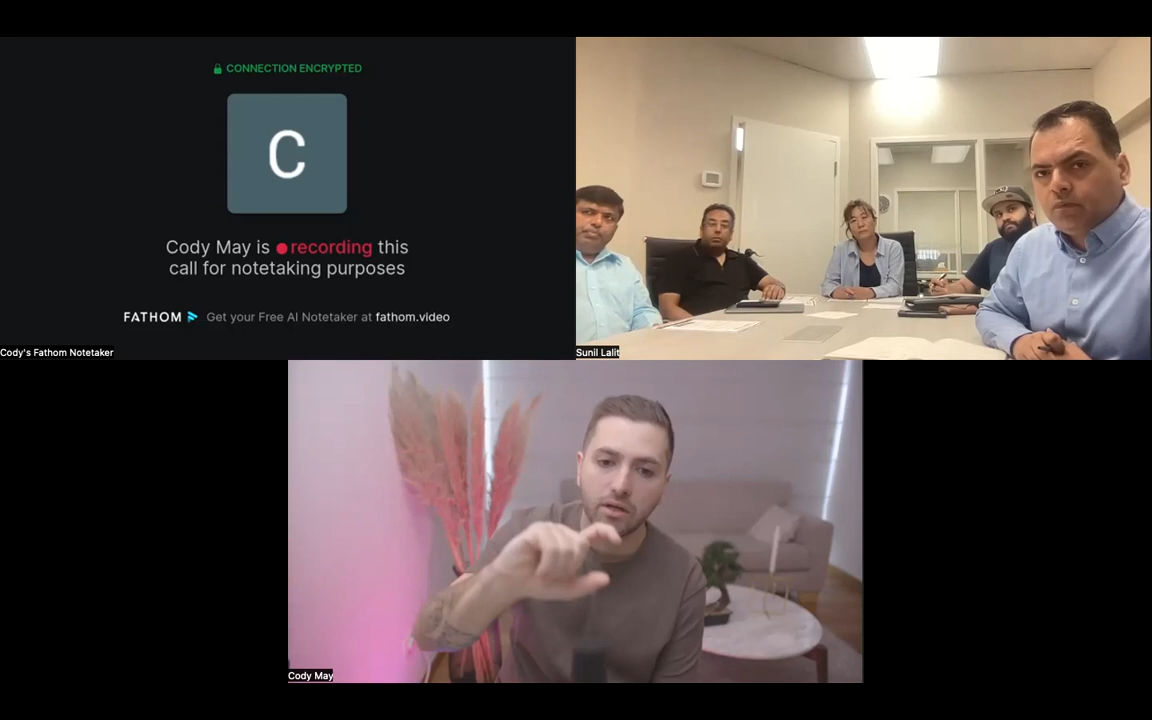 CONNECTION ENCRYPTED
C
Cody May is recording this
call for notetaking purposes
FATHOM Get your Free AI Notetaker at fathom.video
Cody's Fathom Notetaker
Sunil Lalit
Cody May